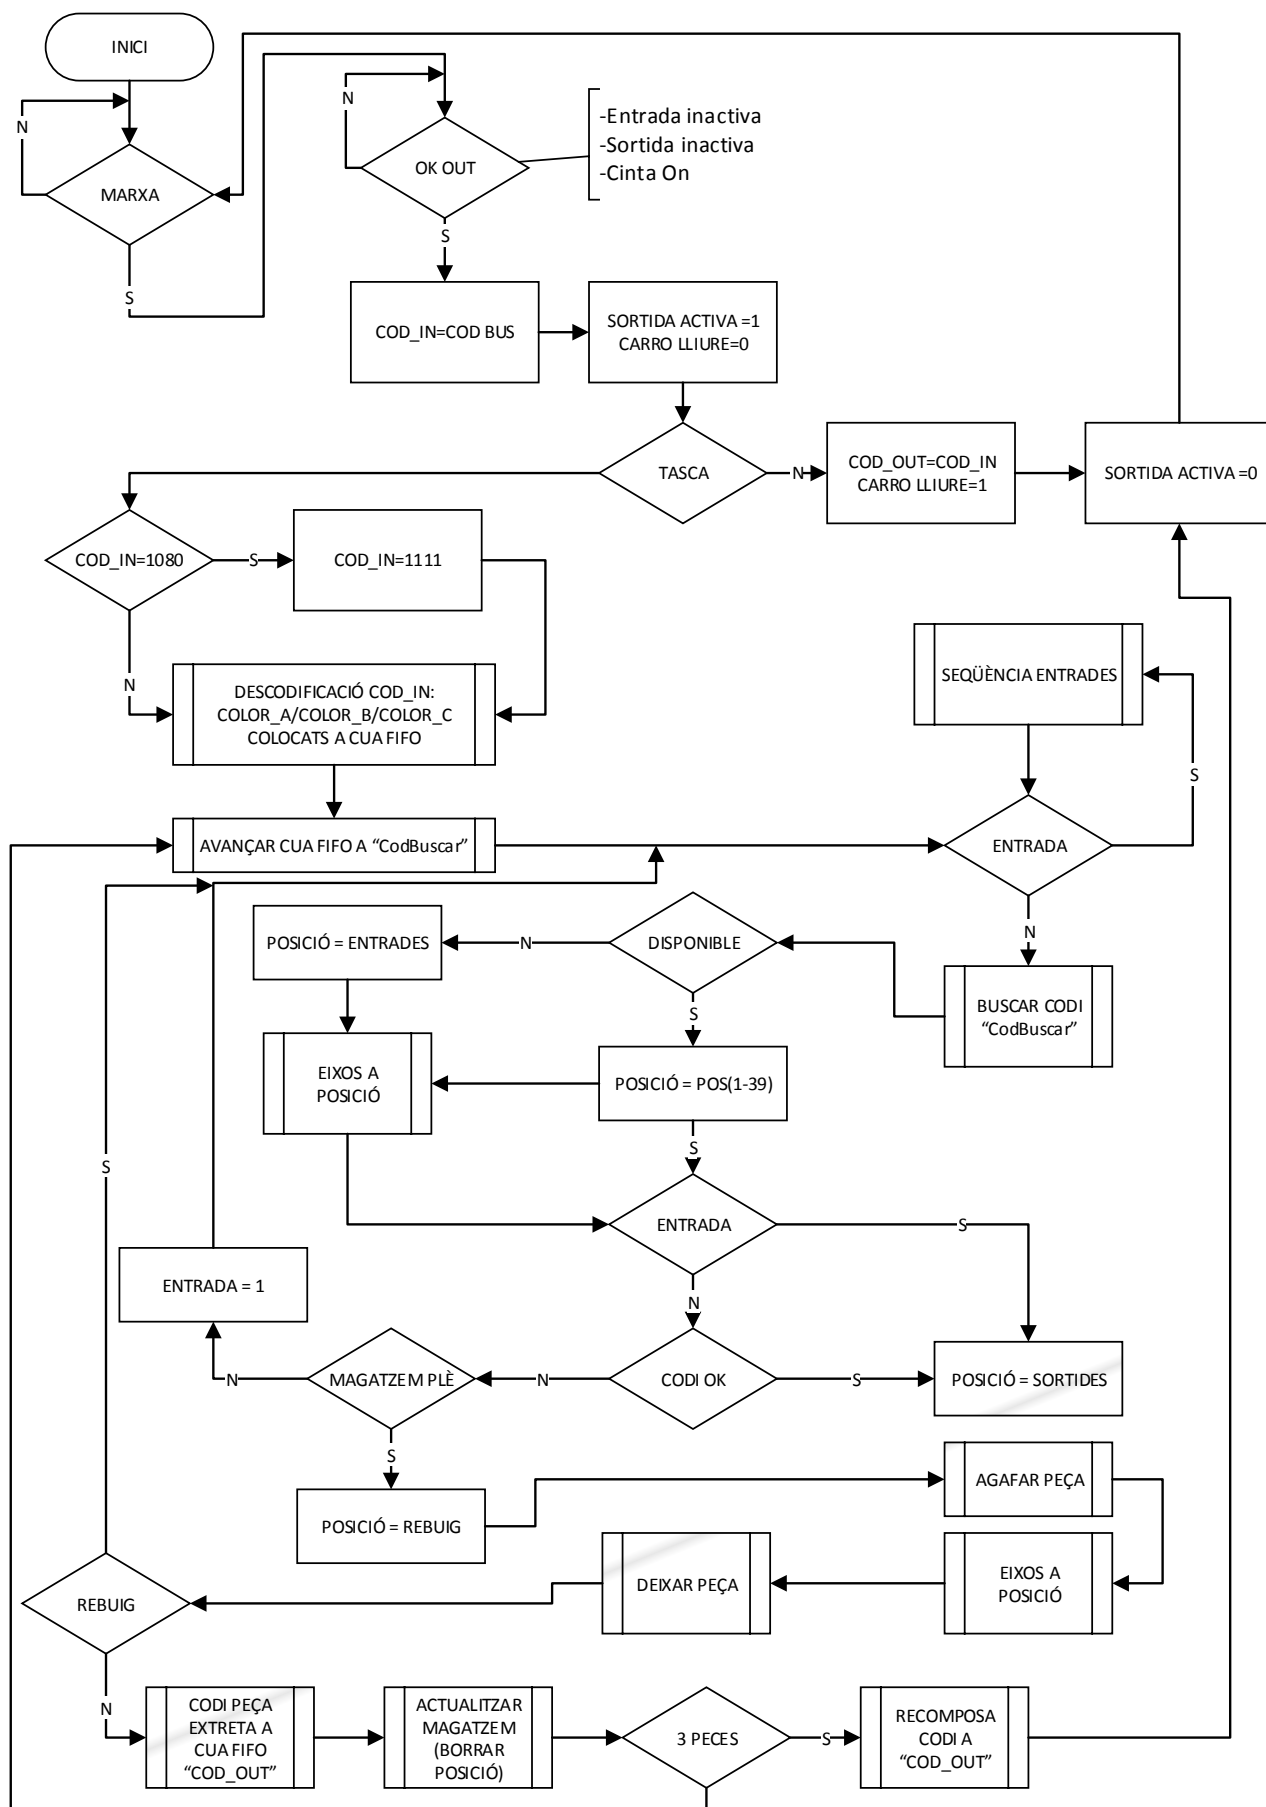 INICI
N
MARXA
S
N
OK OUT
-Entrada inactiva
-Sortida inactiva
-Cinta On
S
COD_IN=COD BUS
SORTIDA ACTIVA =1
CARRO LLIURE=0
TASCA
N
COD_OUT=COD_IN
CARRO LLIURE=1
SORTIDA ACTIVA =0
COD_IN=1080
S
COD_IN=1111
N
DESCODIFICACIÓ COD_IN:
COLOR_A/COLOR_B/COLOR_C
COLOCATS A CUA FIFO
SEQÜÈNCIA ENTRADES
S
AVANÇAR CUA FIFO A “CodBuscar”
ENTRADA
N
POSICIÓ = ENTRADES
N
DISPONIBLE
S
BUSCAR CODI
“CodBuscar”
EIXOS A
POSICIÓ
POSICIÓ = POS(1-39)
S
S
ENTRADA
S
ENTRADA = 1
N
N
MAGATZEM PLÈ
N
CODI OK
S
POSICIÓ = SORTIDES
S
POSICIÓ = REBUIG
AGAFAR PEÇA
REBUIG
DEIXAR PEÇA
EIXOS A
POSICIÓ
N
CODI PEÇA
EXTRETA A
CUA FIFO
“COD_OUT”
ACTUALITZAR
MAGATZEM
(BORRAR
POSICIÓ)
3 PECES
S
RECOMPOSA
CODI A
“COD_OUT”